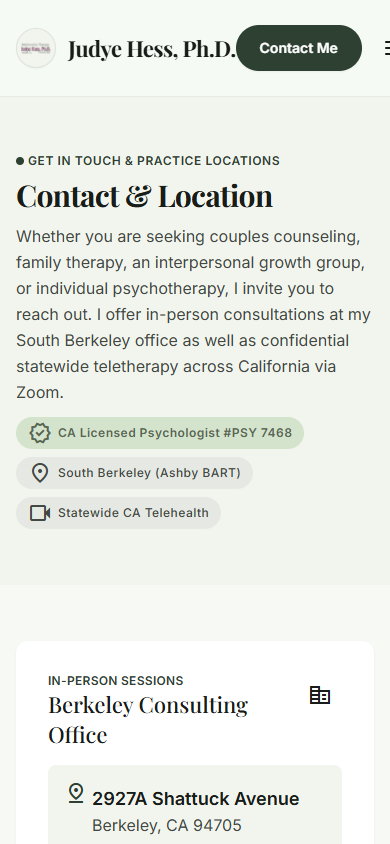 Judye Hess, Ph.D.
Contact Me
GET IN TOUCH & PRACTICE LOCATIONS
Contact & Location
Whether you are seeking couples counseling,
family therapy, an interpersonal growth group,
or individual psychotherapy, I invite you to
reach out. I offer in-person consultations at my
South Berkeley office as well as confidential
statewide teletherapy across California via
Zoom.
CA Licensed Psychologist #PSY 7468
South Berkeley (Ashby BART)
Statewide CA Telehealth
IN-PERSON SESSIONS
Berkeley Consulting
Office
2927A Shattuck Avenue
Berkeley, CA 94705